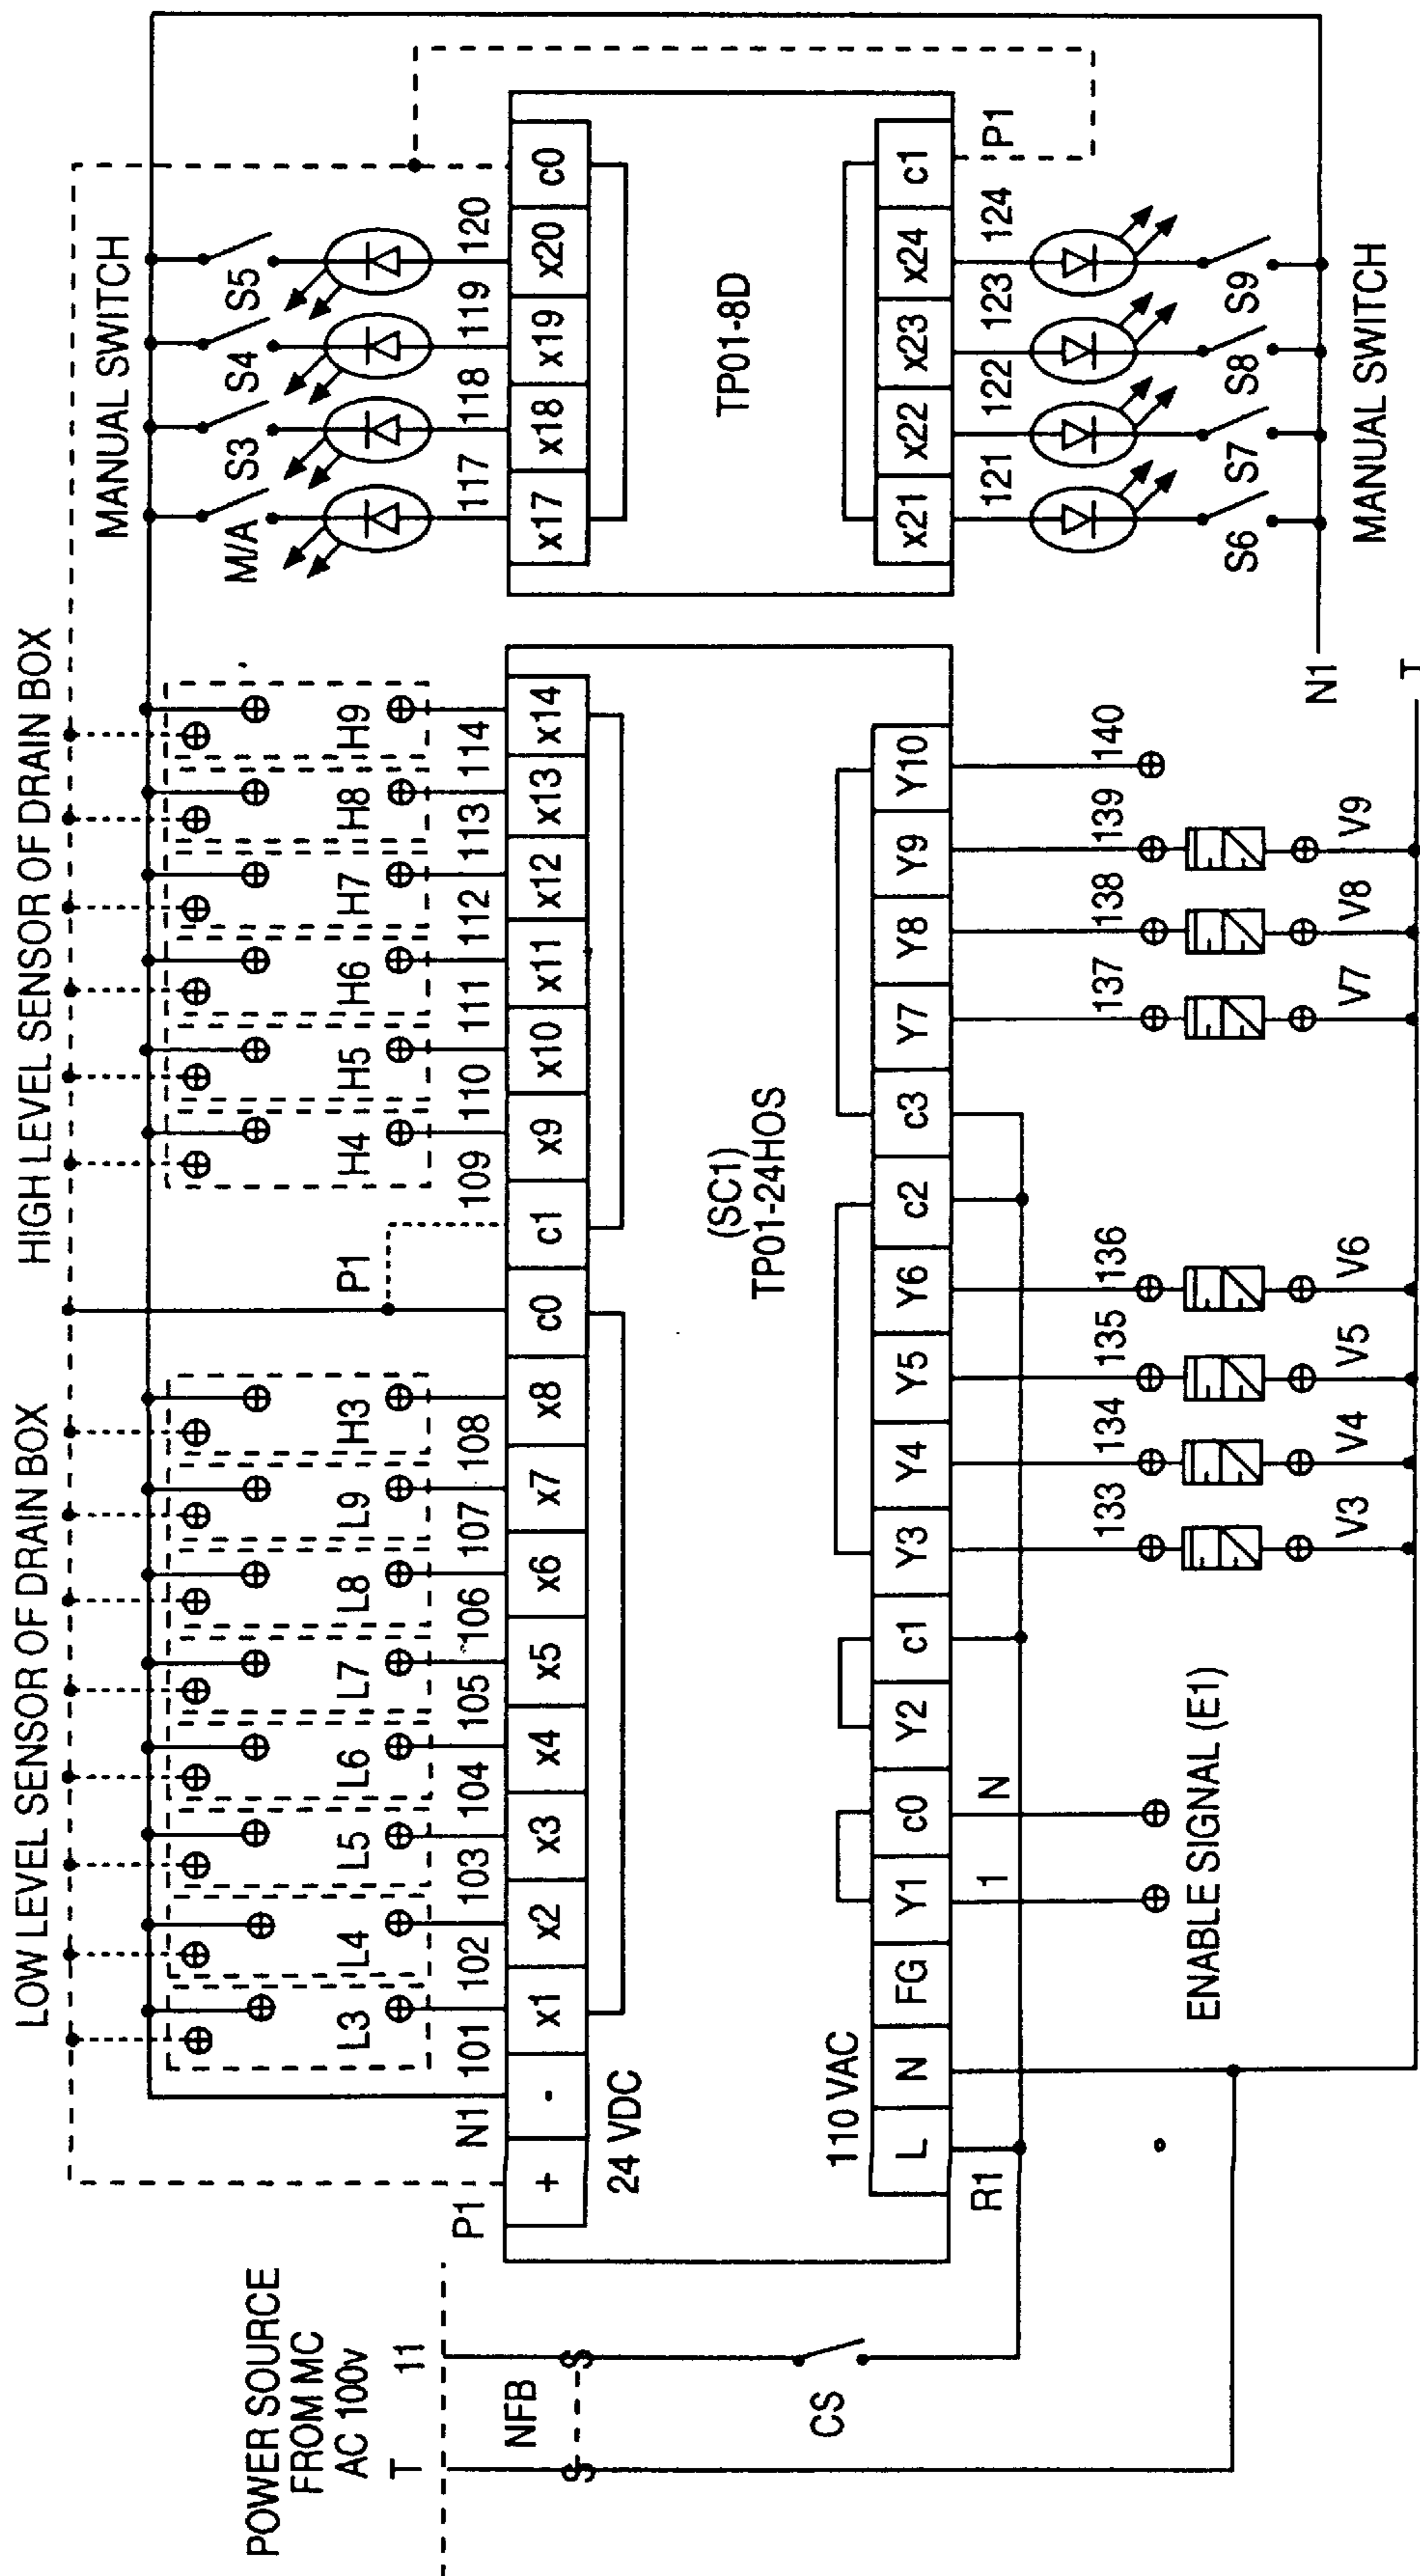 POWER SOURCE
FROM MC
AC 100v
T 11
NFB
CS
LOW LEVEL SENSOR OF DRAIN BOX
HIGH LEVEL SENSOR OF DRAIN BOX
MANUAL SWITCH
L3 L4 L5 L6 L7 L8 L9 H3
P1
H4 H5 H6 H7 H8 H9
M/A S3 S4 S5
P1 N1 101 102 103 104 105 106 107 108
109 110 111 112 113 114
117 118 119 120
+ - x1 x2 x3 x4 x5 x6 x7 x8 c0 c1 x9 x10 x11 x12 x13 x14
x17 x18 x19 x20 c0
24 VDC
(SC1)
TP01-24HOS
TP01-8D
110 VAC
L N FG Y1 c0 Y2 c1 Y3 Y4 Y5 Y6 c2 c3 Y7 Y8 Y9 Y10
x21 x22 x23 x24 c1
R1
1 N
133 134 135 136
137 138 139 140
121 122 123 124
P1
ENABLE SIGNAL (E1)
V3 V4 V5 V6
V7 V8 V9
S6 S7 S8 S9
N1
T
MANUAL SWITCH